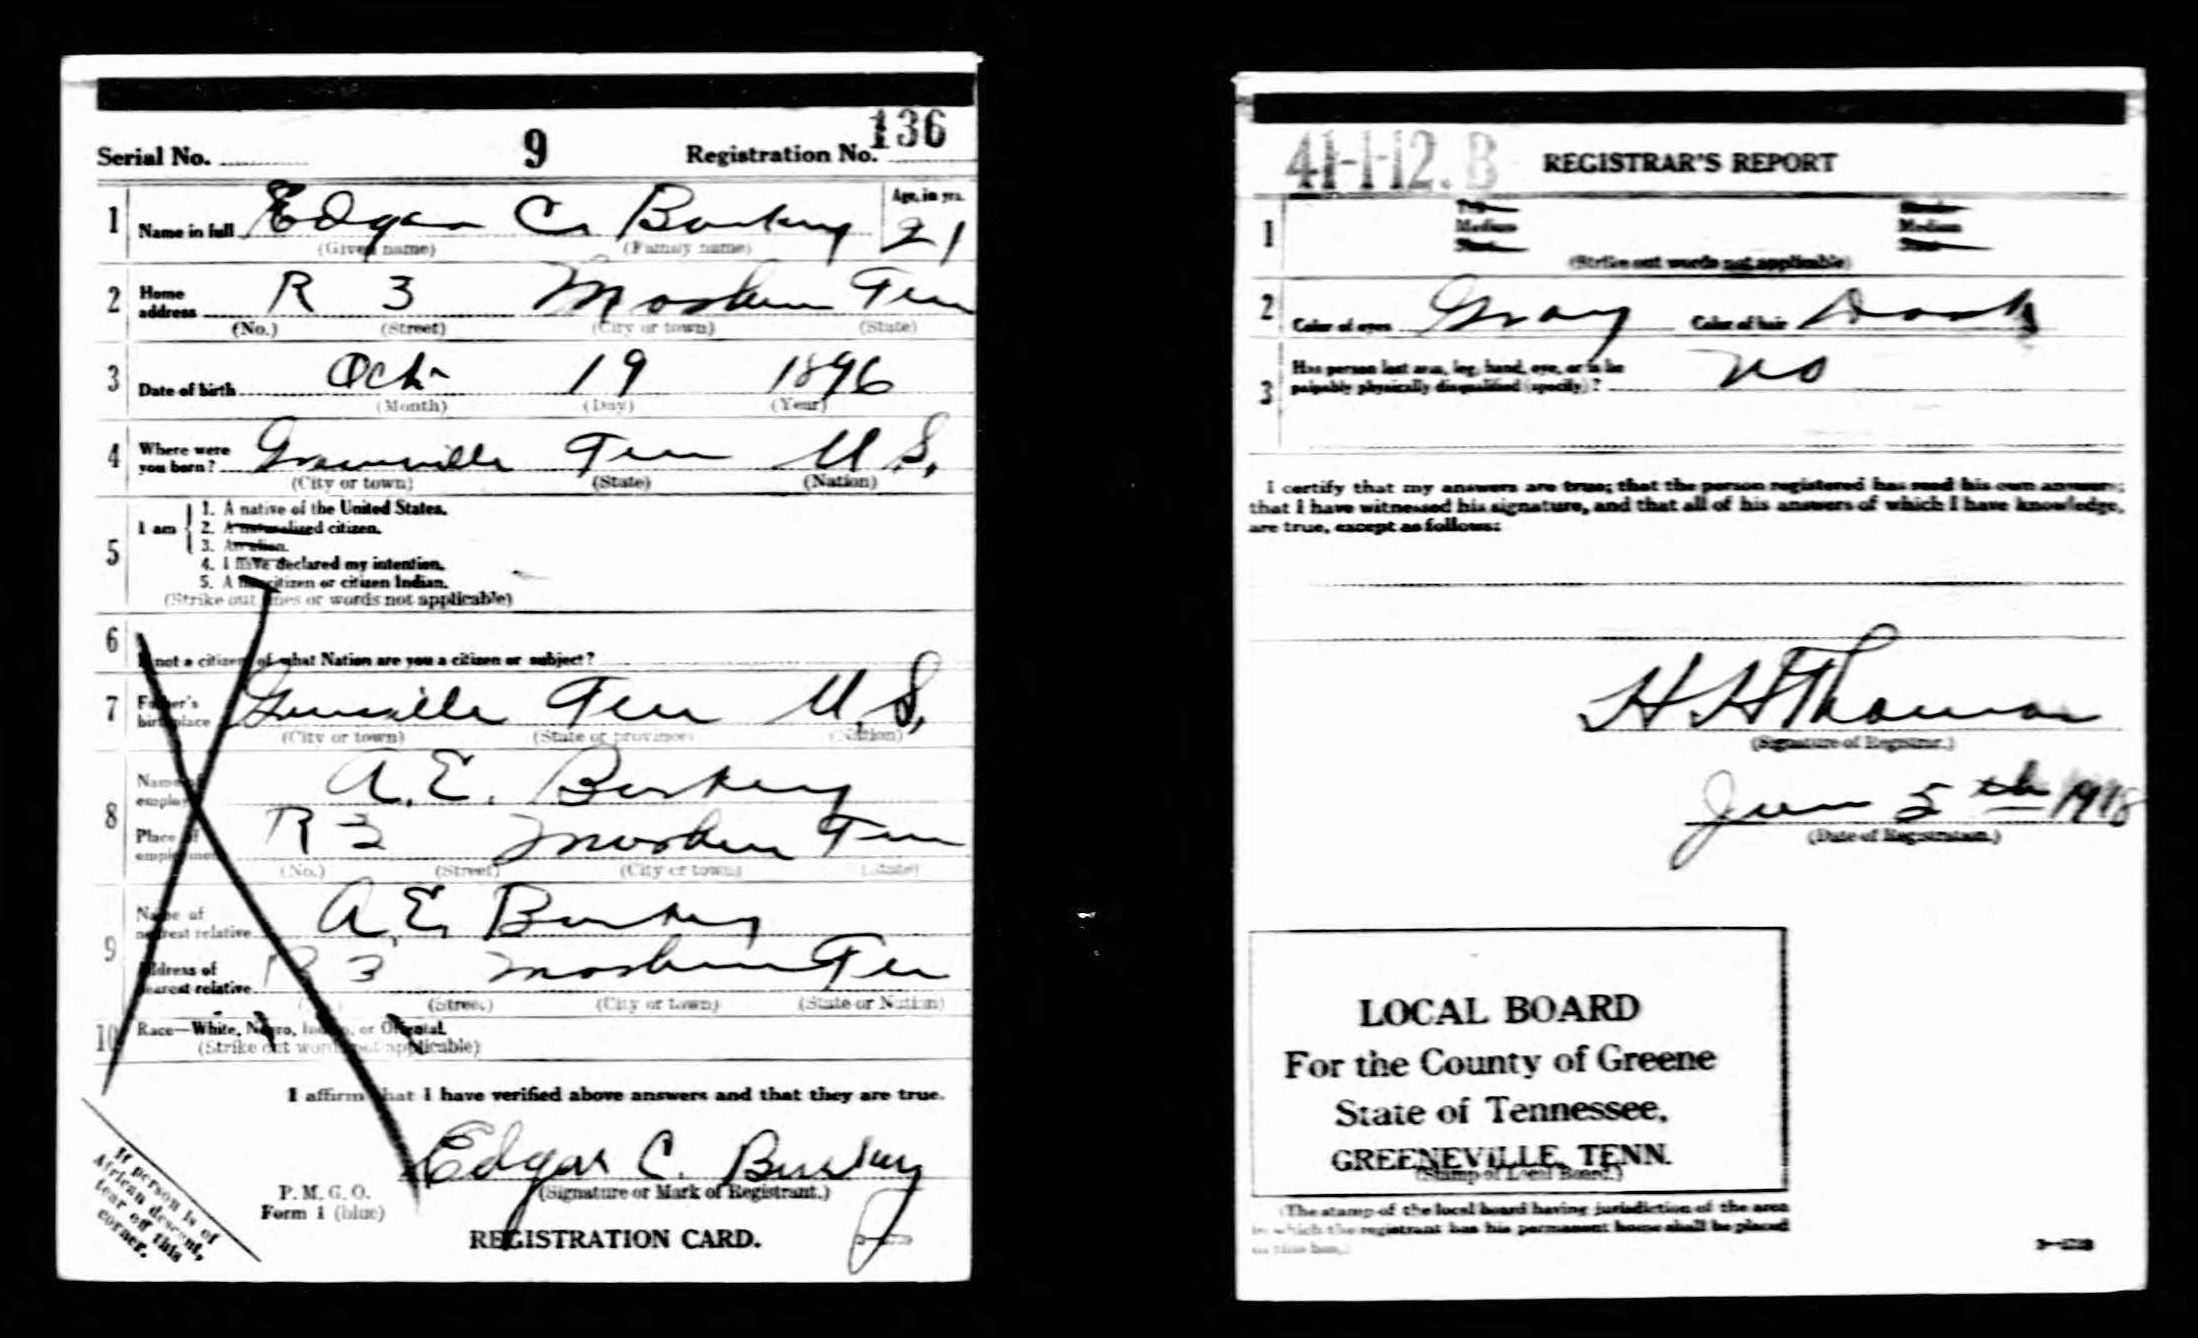 Serial No. 9 Registration No. 136
1 Name in full Edgar C. Buskey Age, in yrs. 21
(Given name) (Family name)
2 Home address R 3 Mosheim Ten
(No.) (Street) (City or town) (State)
3 Date of birth Oct 19 1896
(Month) (Day) (Year)
4 Where were you born? Greeneville Ten U.S.
(City or town) (State) (Nation)
5 I am
1. A native of the United States.
2. A naturalized citizen.
3. An alien.
4. I have declared my intention.
5. A noncitizen or citizen Indian.
(Strike out lines or words not applicable)
6 If not a citizen, of what Nation are you a citizen or subject?
7 Father's birthplace Greeneville Ten U.S.
(City or town) (State or province) (Nation)
8 Name of employer A. E. Buskey
Place of employment R 3 Mosheim Ten
(No.) (Street) (City or town) (State)
9 Name of nearest relative A. E. Buskey
Address of nearest relative R 3 Mosheim Ten
(No.) (Street) (City or town) (State or Nation)
10 Race—White, Negro, Indian, or Oriental.
(Strike out words not applicable)
I affirm that I have verified above answers and that they are true.
Edgar C. Buskey
(Signature or Mark of Registrant.)
P. M. G. O.
Form 1 (blue)
REGISTRATION CARD.
If person is of
African descent,
tear off this
corner.
41-1-12. B REGISTRAR'S REPORT
1 Medium Medium
(Strike out words not applicable)
2 Color of eyes Gray Color of hair Dark
3 Has person lost arm, leg, hand, eye, or is he
palpably physically disqualified (specify)? No
I certify that my answers are true; that the person registered has read his own answers;
that I have witnessed his signature, and that all of his answers of which I have knowledge,
are true, except as follows:
H H Thomas
(Signature of Registrar.)
June 5th 1918
(Date of Registration.)
LOCAL BOARD
For the County of Greene
State of Tennessee,
GREENEVILLE, TENN.
(Stamp of Local Board.)
(The stamp of the local board having jurisdiction of the area
in which the registrant has his permanent home shall be placed
in this box.)